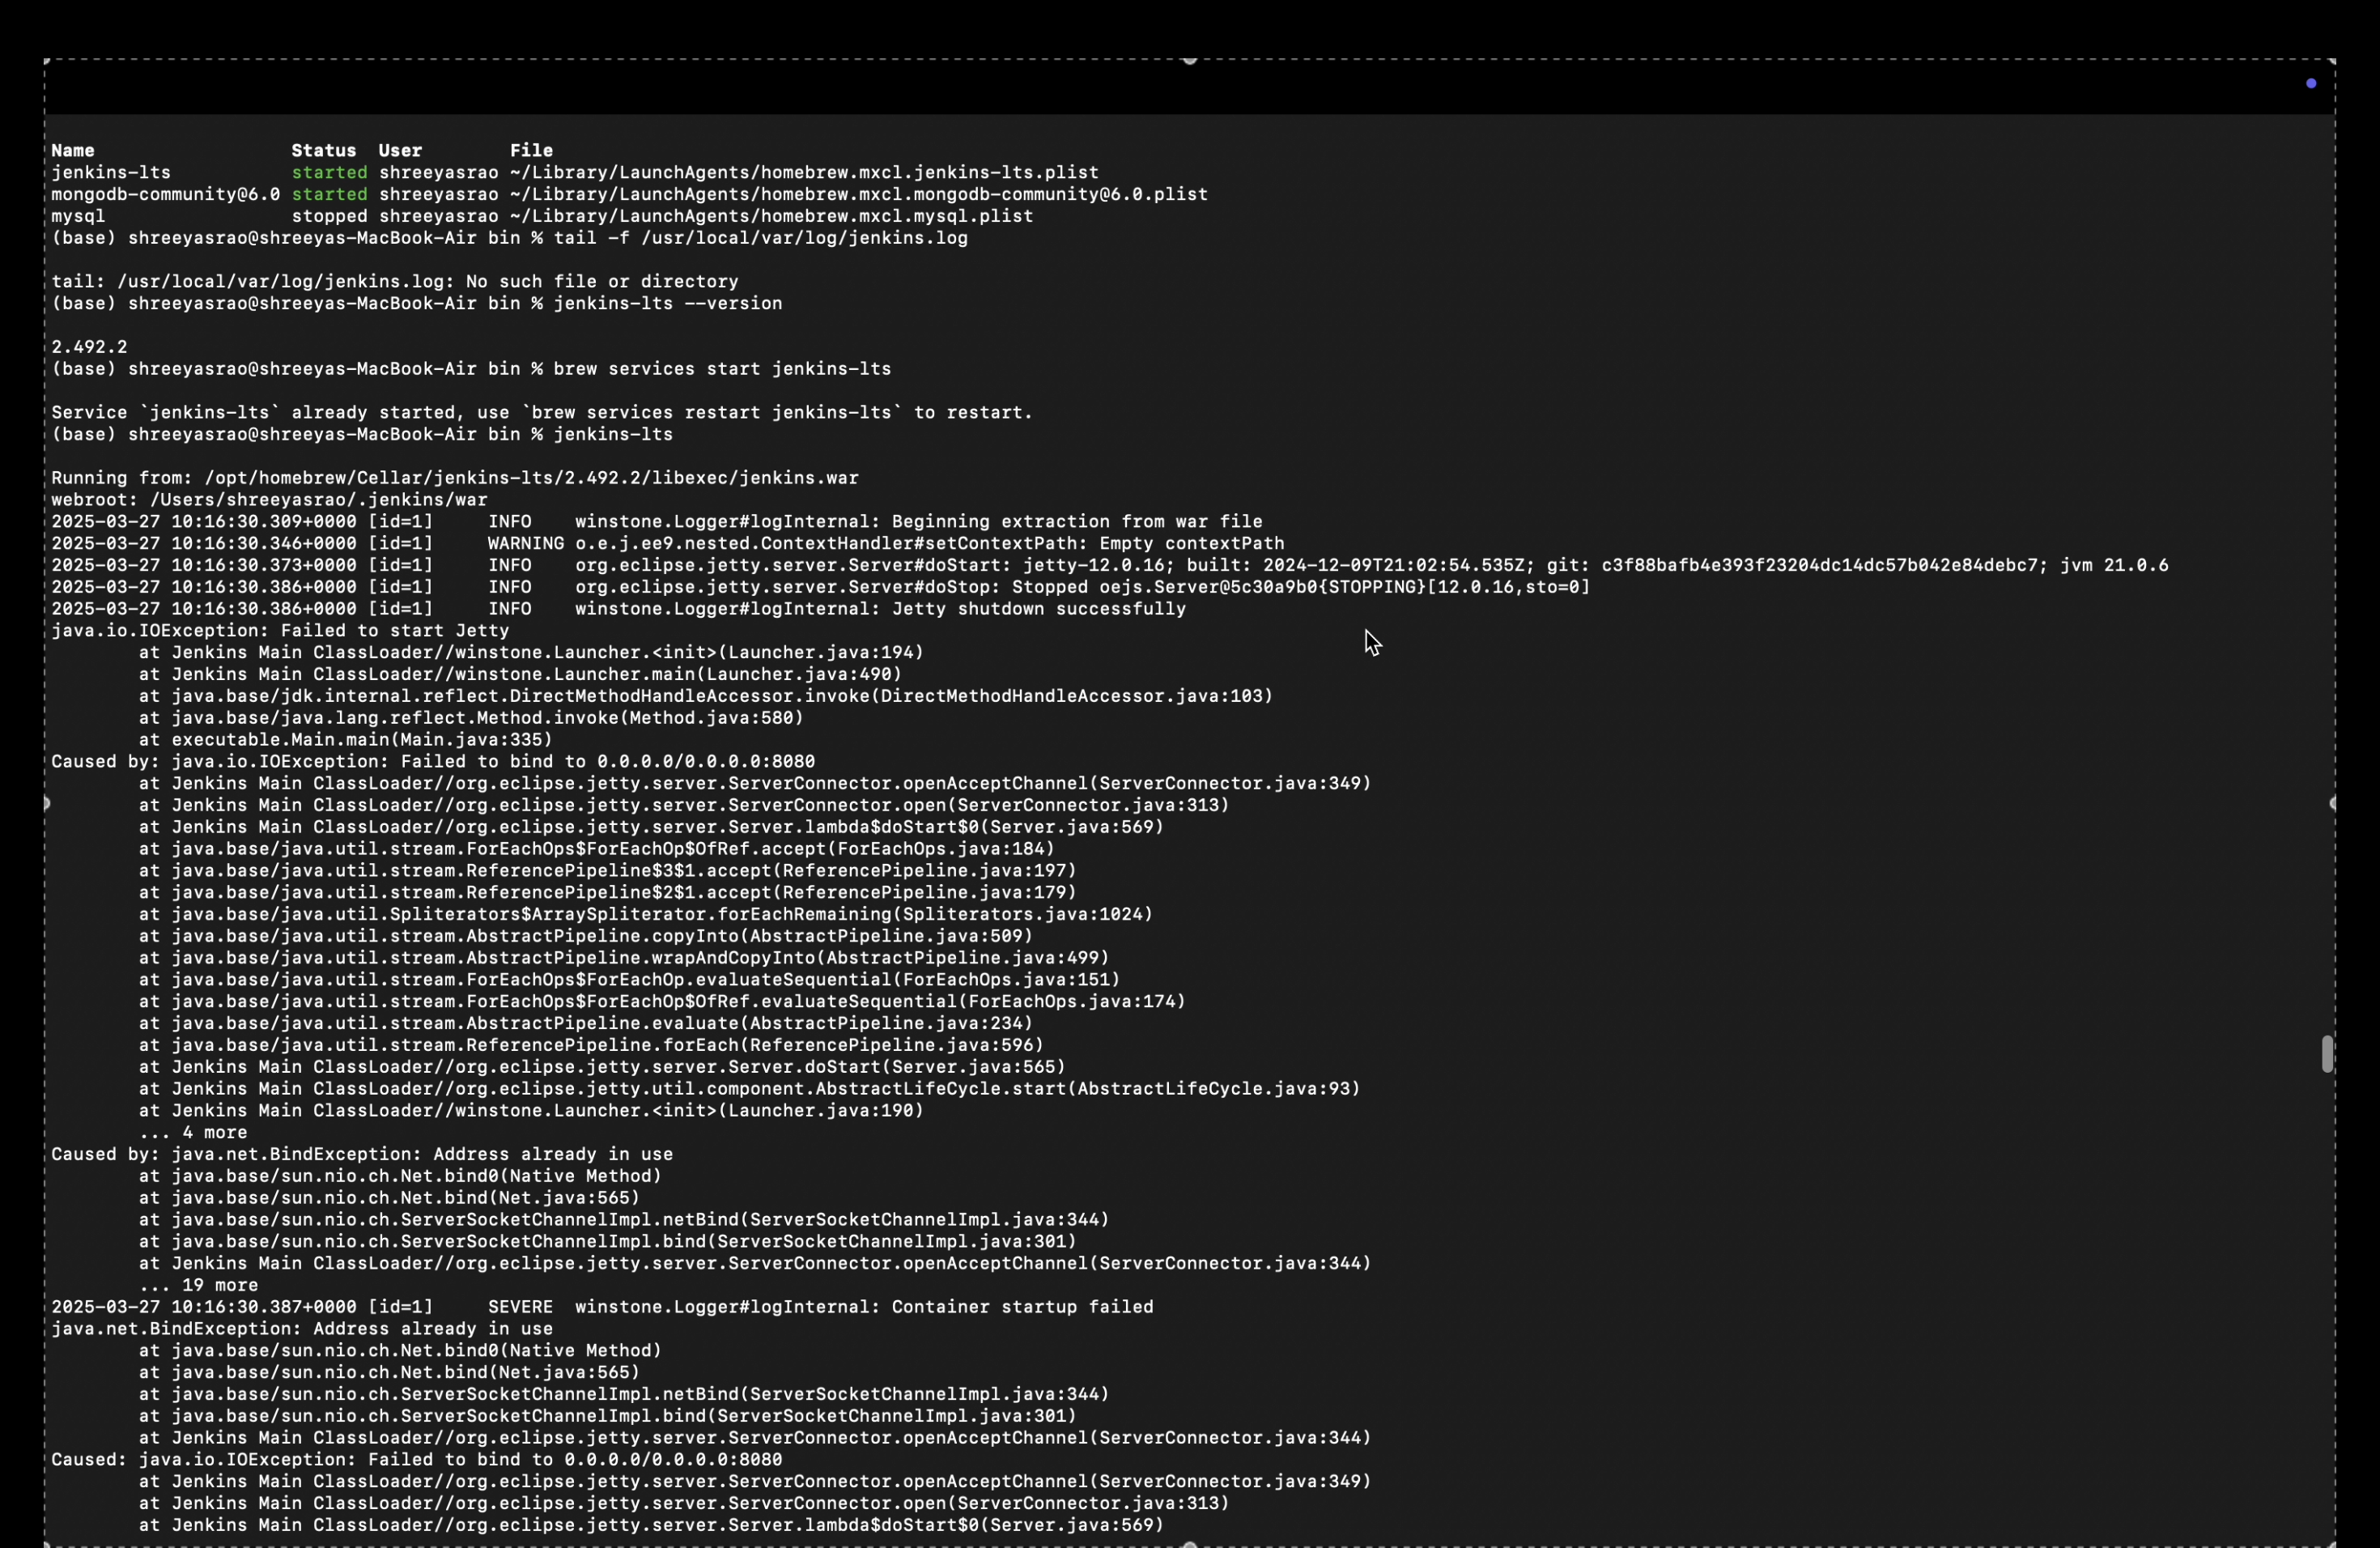 Name                  Status  User        File
jenkins-lts           started shreeyasrao ~/Library/LaunchAgents/homebrew.mxcl.jenkins-lts.plist
mongodb-community@6.0 started shreeyasrao ~/Library/LaunchAgents/homebrew.mxcl.mongodb-community@6.0.plist
mysql                 stopped shreeyasrao ~/Library/LaunchAgents/homebrew.mxcl.mysql.plist
(base) shreeyasrao@shreeyas-MacBook-Air bin % tail -f /usr/local/var/log/jenkins.log
tail: /usr/local/var/log/jenkins.log: No such file or directory
(base) shreeyasrao@shreeyas-MacBook-Air bin % jenkins-lts --version
2.492.2
(base) shreeyasrao@shreeyas-MacBook-Air bin % brew services start jenkins-lts
Service `jenkins-lts` already started, use `brew services restart jenkins-lts` to restart.
(base) shreeyasrao@shreeyas-MacBook-Air bin % jenkins-lts
Running from: /opt/homebrew/Cellar/jenkins-lts/2.492.2/libexec/jenkins.war
webroot: /Users/shreeyasrao/.jenkins/war
2025-03-27 10:16:30.309+0000 [id=1]     INFO    winstone.Logger#logInternal: Beginning extraction from war file
2025-03-27 10:16:30.346+0000 [id=1]     WARNING o.e.j.ee9.nested.ContextHandler#setContextPath: Empty contextPath
2025-03-27 10:16:30.373+0000 [id=1]     INFO    org.eclipse.jetty.server.Server#doStart: jetty-12.0.16; built: 2024-12-09T21:02:54.535Z; git: c3f88bafb4e393f23204dc14dc57b042e84debc7; jvm 21.0.6
2025-03-27 10:16:30.386+0000 [id=1]     INFO    org.eclipse.jetty.server.Server#doStop: Stopped oejs.Server@5c30a9b0{STOPPING}[12.0.16,sto=0]
2025-03-27 10:16:30.386+0000 [id=1]     INFO    winstone.Logger#logInternal: Jetty shutdown successfully
java.io.IOException: Failed to start Jetty
        at Jenkins Main ClassLoader//winstone.Launcher.<init>(Launcher.java:194)
        at Jenkins Main ClassLoader//winstone.Launcher.main(Launcher.java:490)
        at java.base/jdk.internal.reflect.DirectMethodHandleAccessor.invoke(DirectMethodHandleAccessor.java:103)
        at java.base/java.lang.reflect.Method.invoke(Method.java:580)
        at executable.Main.main(Main.java:335)
Caused by: java.io.IOException: Failed to bind to 0.0.0.0/0.0.0.0:8080
        at Jenkins Main ClassLoader//org.eclipse.jetty.server.ServerConnector.openAcceptChannel(ServerConnector.java:349)
        at Jenkins Main ClassLoader//org.eclipse.jetty.server.ServerConnector.open(ServerConnector.java:313)
        at Jenkins Main ClassLoader//org.eclipse.jetty.server.Server.lambda$doStart$0(Server.java:569)
        at java.base/java.util.stream.ForEachOps$ForEachOp$OfRef.accept(ForEachOps.java:184)
        at java.base/java.util.stream.ReferencePipeline$3$1.accept(ReferencePipeline.java:197)
        at java.base/java.util.stream.ReferencePipeline$2$1.accept(ReferencePipeline.java:179)
        at java.base/java.util.Spliterators$ArraySpliterator.forEachRemaining(Spliterators.java:1024)
        at java.base/java.util.stream.AbstractPipeline.copyInto(AbstractPipeline.java:509)
        at java.base/java.util.stream.AbstractPipeline.wrapAndCopyInto(AbstractPipeline.java:499)
        at java.base/java.util.stream.ForEachOps$ForEachOp.evaluateSequential(ForEachOps.java:151)
        at java.base/java.util.stream.ForEachOps$ForEachOp$OfRef.evaluateSequential(ForEachOps.java:174)
        at java.base/java.util.stream.AbstractPipeline.evaluate(AbstractPipeline.java:234)
        at java.base/java.util.stream.ReferencePipeline.forEach(ReferencePipeline.java:596)
        at Jenkins Main ClassLoader//org.eclipse.jetty.server.Server.doStart(Server.java:565)
        at Jenkins Main ClassLoader//org.eclipse.jetty.util.component.AbstractLifeCycle.start(AbstractLifeCycle.java:93)
        at Jenkins Main ClassLoader//winstone.Launcher.<init>(Launcher.java:190)
        ... 4 more
Caused by: java.net.BindException: Address already in use
        at java.base/sun.nio.ch.Net.bind0(Native Method)
        at java.base/sun.nio.ch.Net.bind(Net.java:565)
        at java.base/sun.nio.ch.ServerSocketChannelImpl.netBind(ServerSocketChannelImpl.java:344)
        at java.base/sun.nio.ch.ServerSocketChannelImpl.bind(ServerSocketChannelImpl.java:301)
        at Jenkins Main ClassLoader//org.eclipse.jetty.server.ServerConnector.openAcceptChannel(ServerConnector.java:344)
        ... 19 more
2025-03-27 10:16:30.387+0000 [id=1]     SEVERE  winstone.Logger#logInternal: Container startup failed
java.net.BindException: Address already in use
        at java.base/sun.nio.ch.Net.bind0(Native Method)
        at java.base/sun.nio.ch.Net.bind(Net.java:565)
        at java.base/sun.nio.ch.ServerSocketChannelImpl.netBind(ServerSocketChannelImpl.java:344)
        at java.base/sun.nio.ch.ServerSocketChannelImpl.bind(ServerSocketChannelImpl.java:301)
        at Jenkins Main ClassLoader//org.eclipse.jetty.server.ServerConnector.openAcceptChannel(ServerConnector.java:344)
Caused: java.io.IOException: Failed to bind to 0.0.0.0/0.0.0.0:8080
        at Jenkins Main ClassLoader//org.eclipse.jetty.server.ServerConnector.openAcceptChannel(ServerConnector.java:349)
        at Jenkins Main ClassLoader//org.eclipse.jetty.server.ServerConnector.open(ServerConnector.java:313)
        at Jenkins Main ClassLoader//org.eclipse.jetty.server.Server.lambda$doStart$0(Server.java:569)